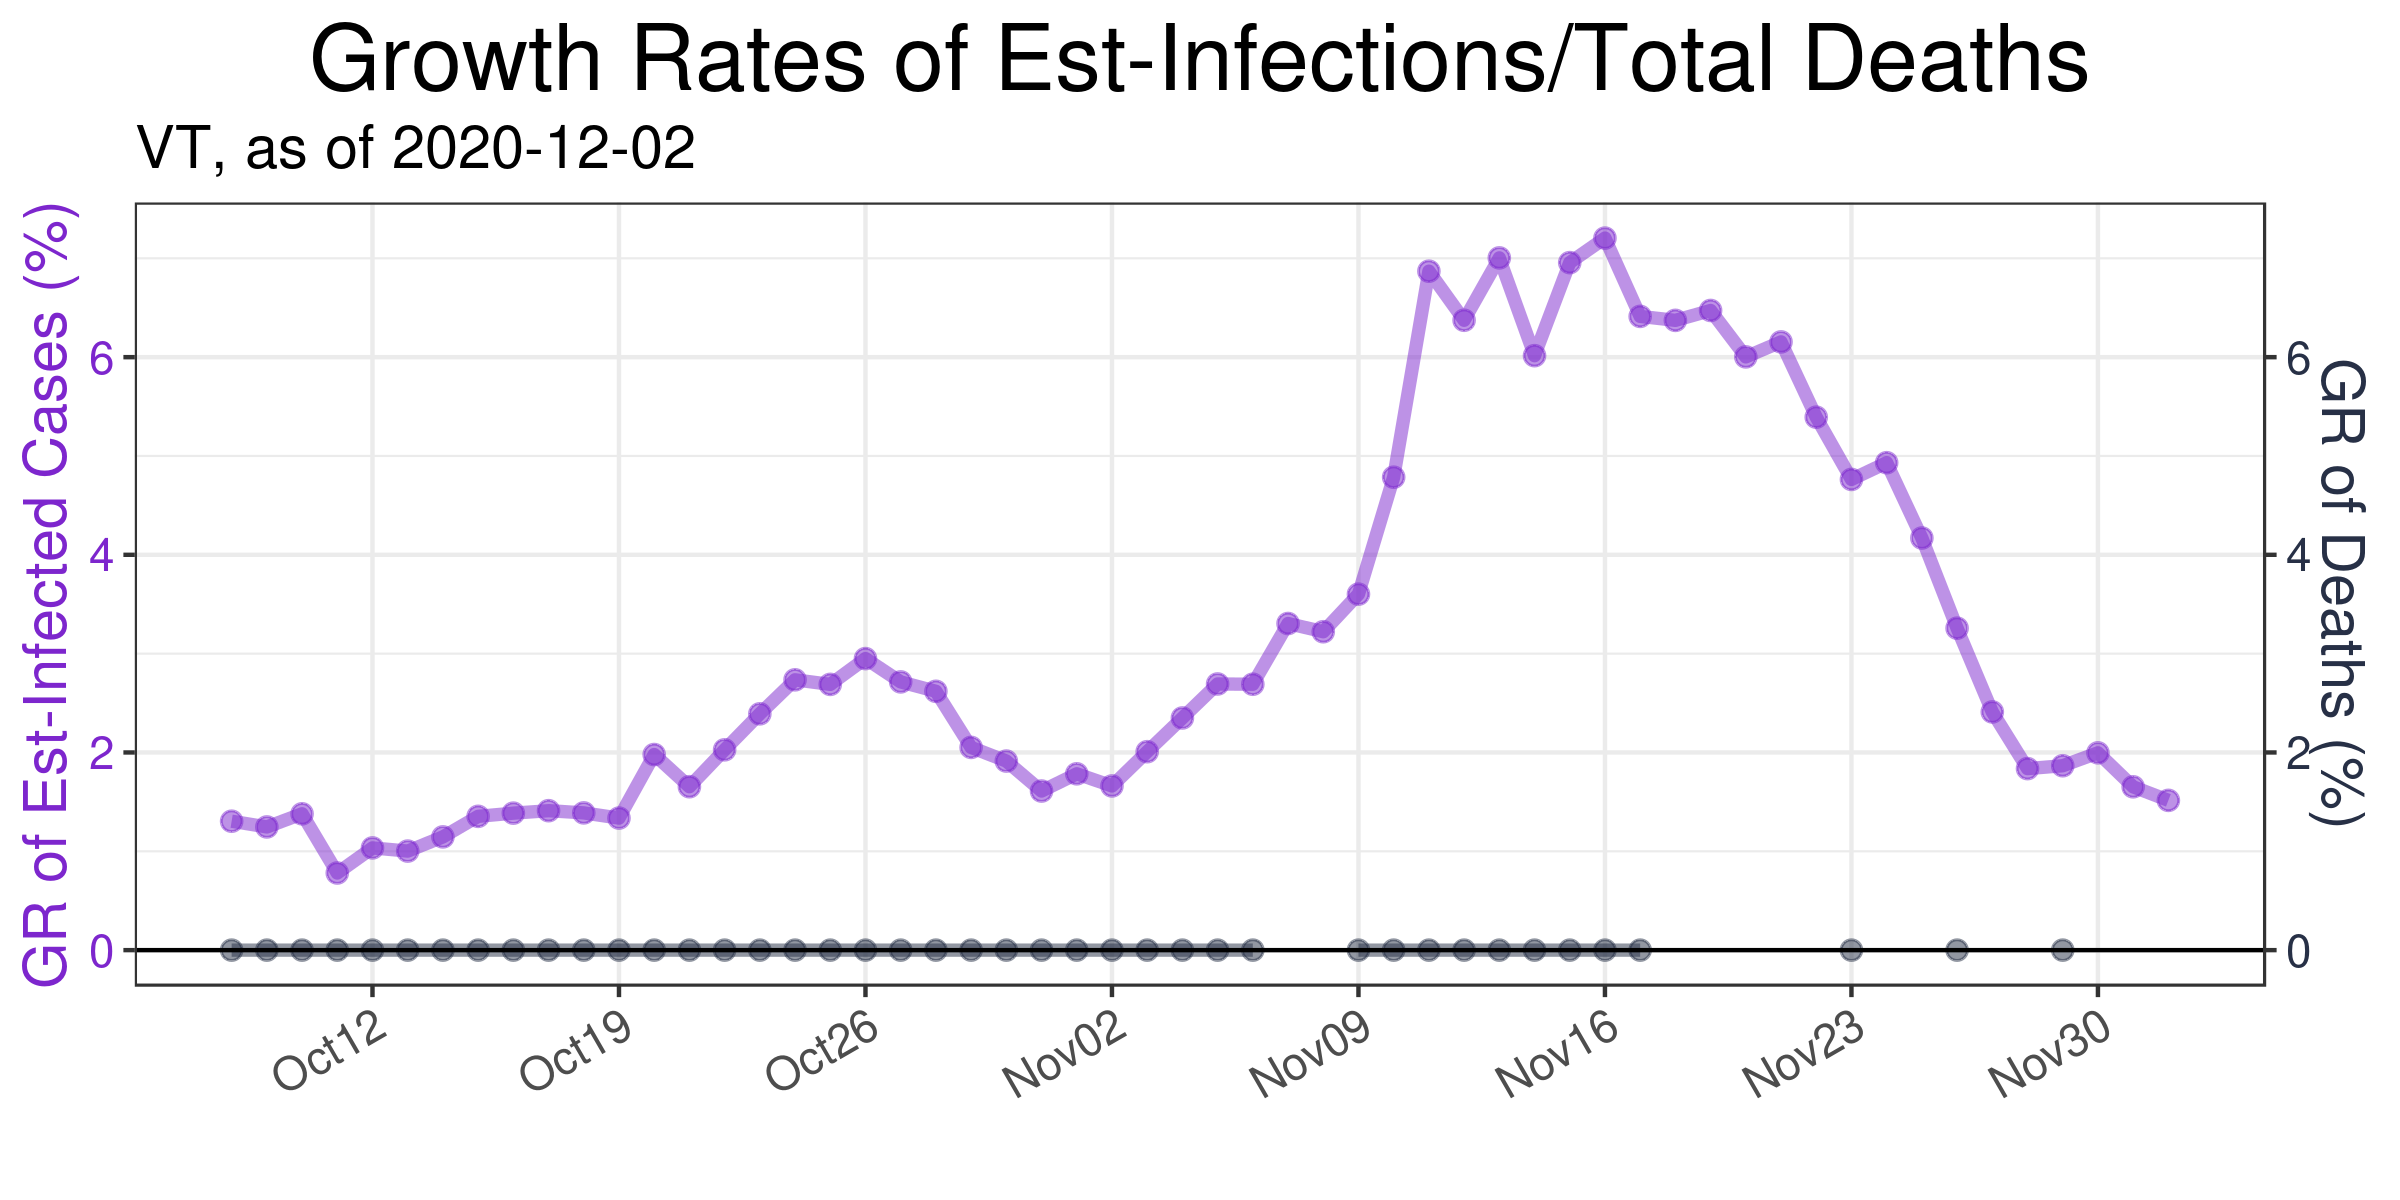 Growth Rates of Est-Infections/Total Deaths
VT, as of 2020-12-02
GR of Est-Infected Cases (%)
6
4
2
0
6
4
2
0
GR of Deaths (%)
Oct12
Oct19
Oct26
Nov02
Nov09
Nov16
Nov23
Nov30